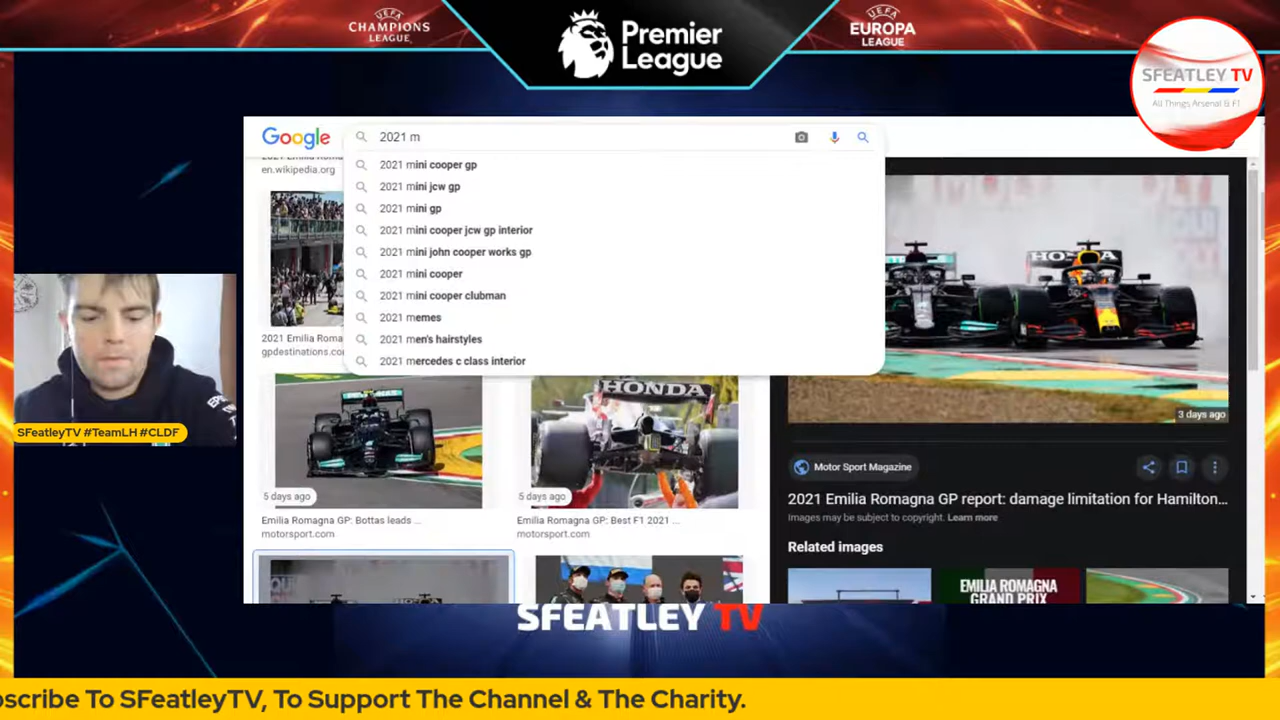 UEFA
CHAMPIONS
LEAGUE
Premier
League
UEFA
EUROPA
LEAGUE
SFEATLEY TV
All Things Arsenal & F1
Google
2021 m
en.wikipedia.org
2021 mini cooper gp
2021 mini jcw gp
2021 mini gp
2021 mini cooper jcw gp interior
2021 mini john cooper works gp
2021 mini cooper
2021 mini cooper clubman
2021 memes
2021 men's hairstyles
2021 mercedes c class interior
2021 Emilia Roma
gpdestinations.co
HONDA
3 days ago
SFeatleyTV #TeamLH #CLDF
HONDA
5 days ago
5 days ago
Emilia Romagna GP: Bottas leads ...
motorsport.com
Emilia Romagna GP: Best F1 2021 ...
motorsport.com
Motor Sport Magazine
2021 Emilia Romagna GP report: damage limitation for Hamilton...
Images may be subject to copyright. Learn more
Related images
EMILIA ROMAGNA
GRAND PRIX
SFEATLEY TV
bscribe To SFeatleyTV, To Support The Channel & The Charity.